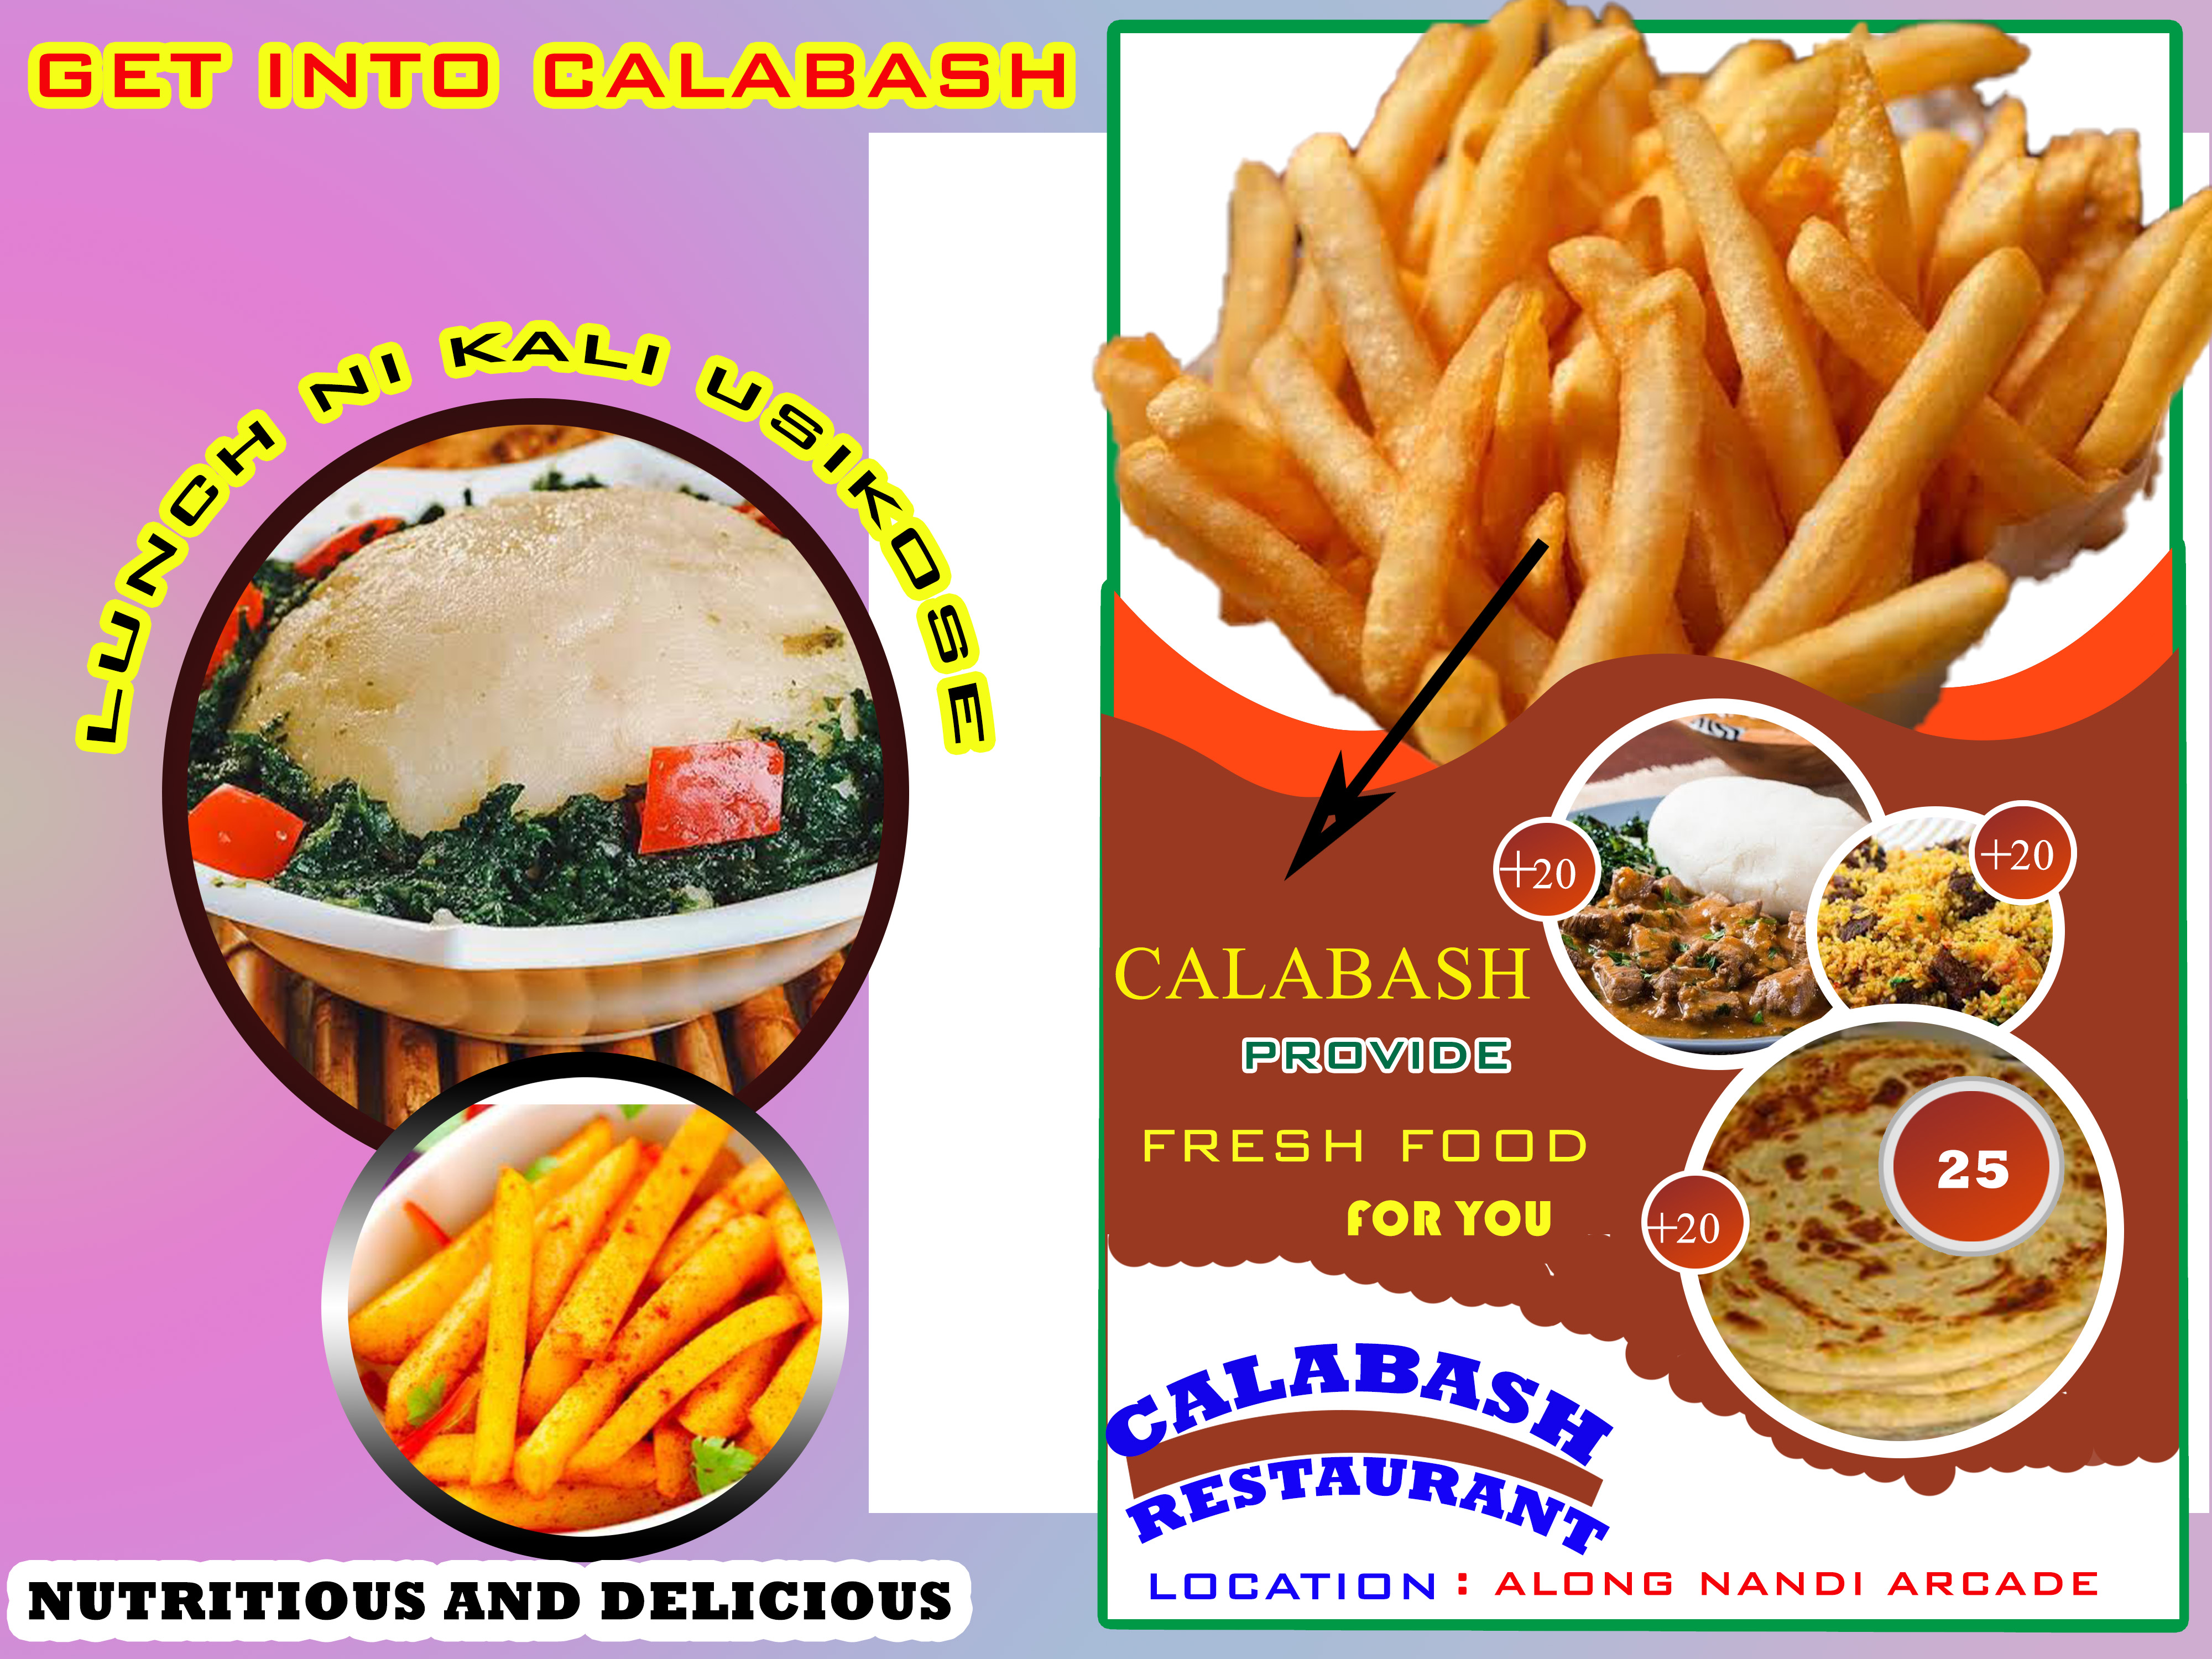 GET INTO CALABASH
LUNCH NI KALI USIKOSE
NUTRITIOUS AND DELICIOUS
+20
+20
CALABASH
PROVIDE
FRESH FOOD
FOR YOU
25
+20
CALABASH
RESTAURANT
LOCATION : ALONG NANDI ARCADE